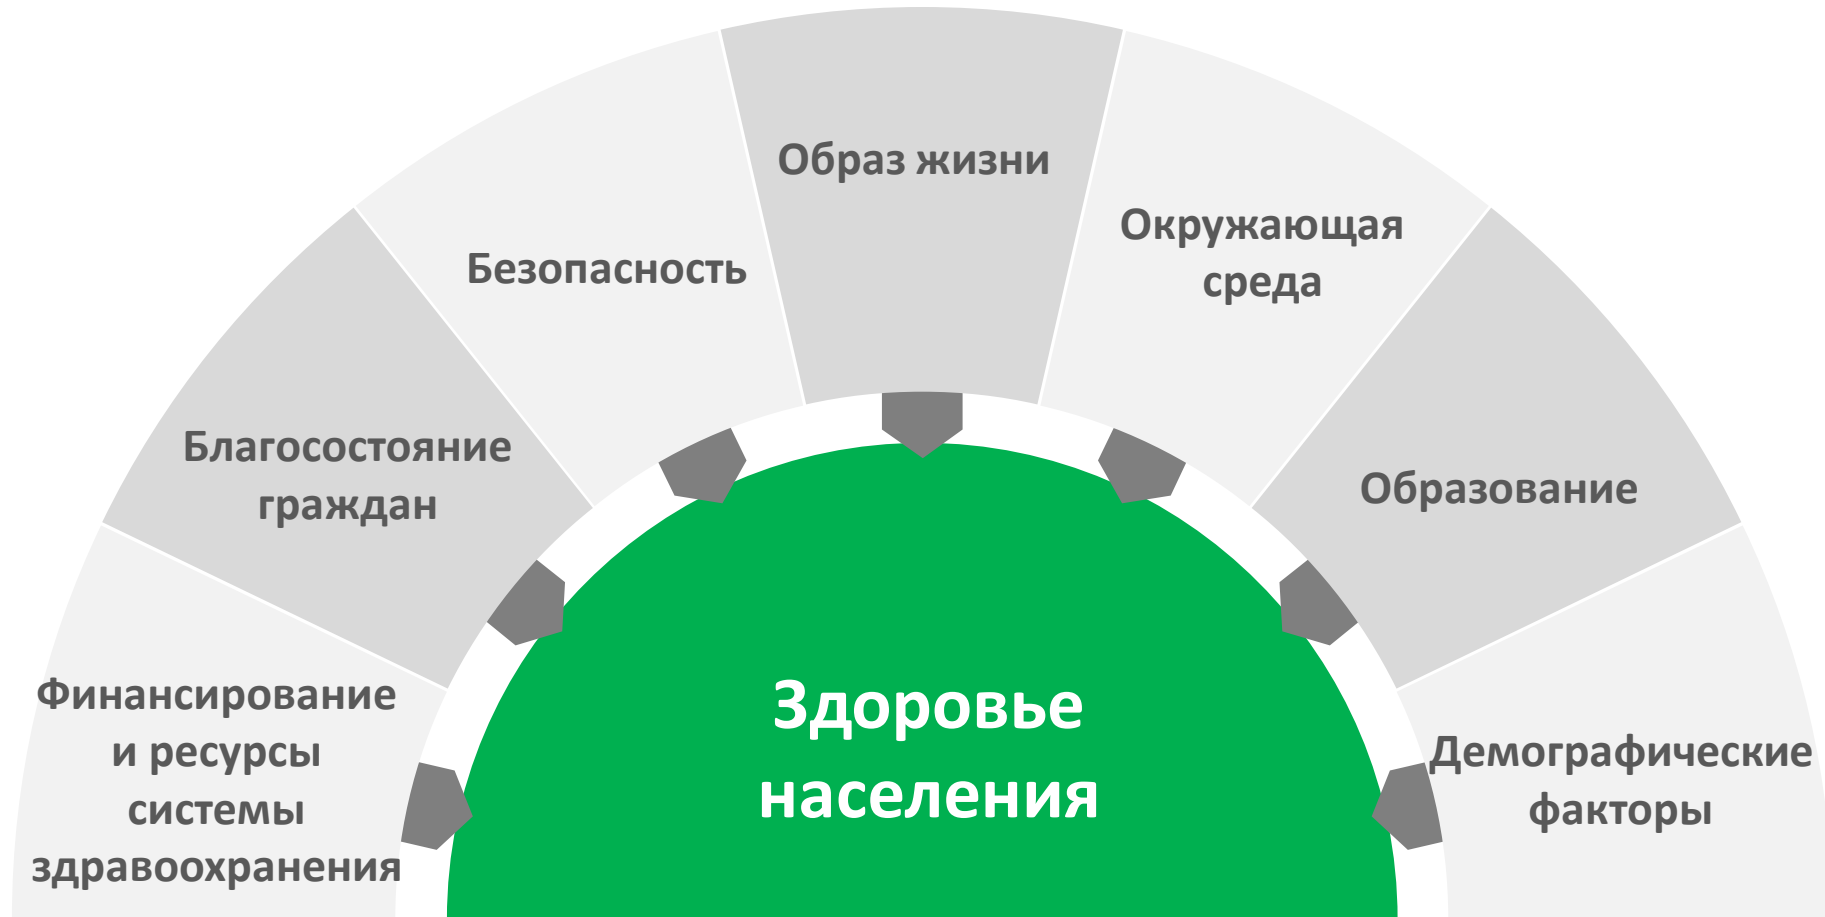 Образ жизни
Окружающая
среда
Безопасность
Благосостояние
граждан
Образование
Финансирование
и ресурсы
системы
здравоохранения
Здоровье
населения
Демографические
факторы